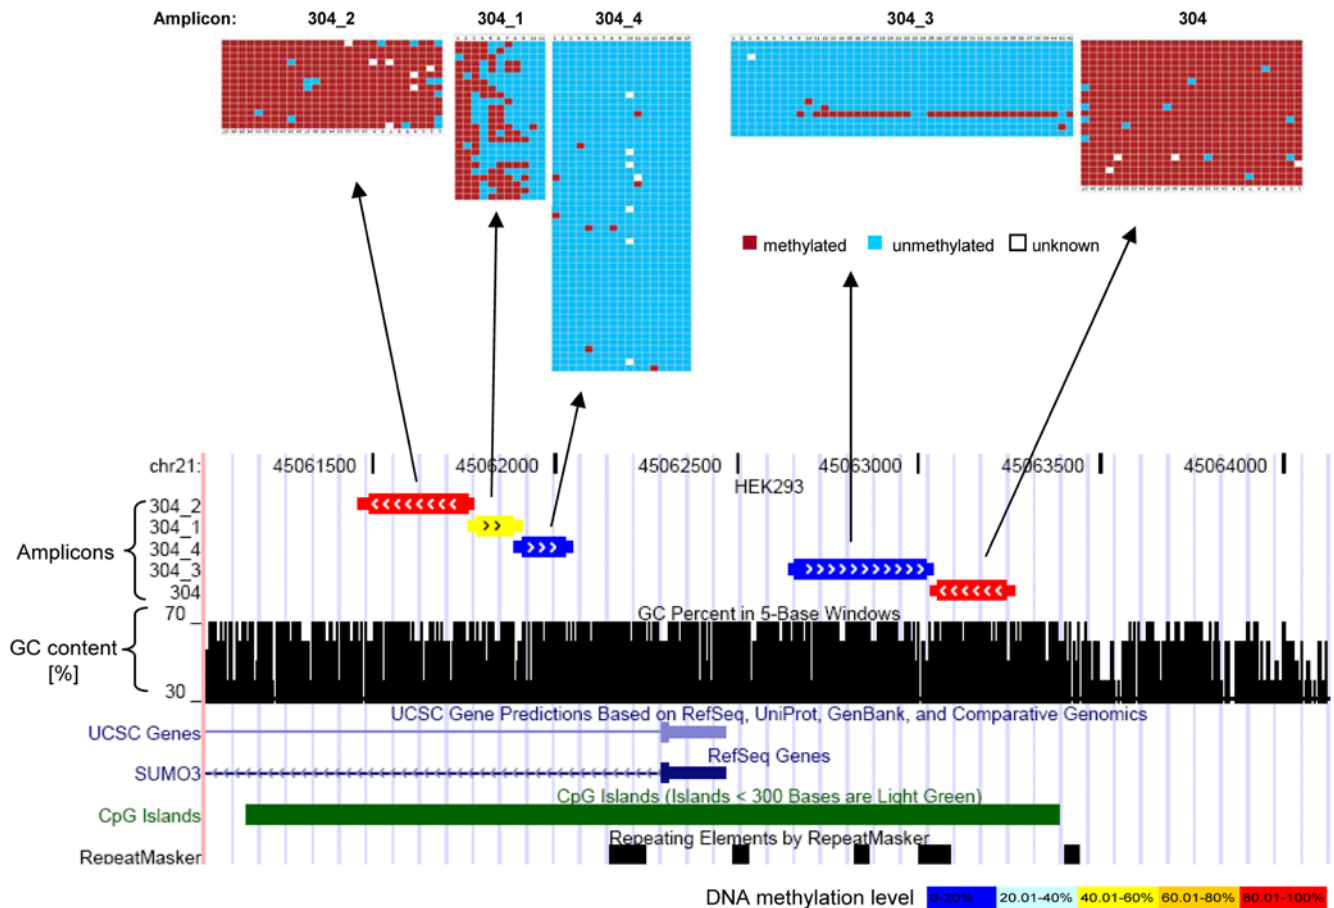 Amplicon: 304_2 304_1 304_4 304_3 304
methylated unmethylated unknown
chr21: 45061500 45062000 45062500 45063000 45063500 45064000
HEK293
Amplicons
304_2
304_1
304_4
304_3
304
GC Percent in 5-Base Windows
70
GC content
[%]
30
UCSC Gene Predictions Based on RefSeq, UniProt, GenBank, and Comparative Genomics
UCSC Genes
RefSeq Genes
SUMO3
CpG Islands (Islands < 300 Bases are Light Green)
CpG Islands
Repeating Elements by RepeatMasker
RepeatMasker
DNA methylation level 0-20% 20.01-40% 40.01-60% 60.01-80% 80.01-100%